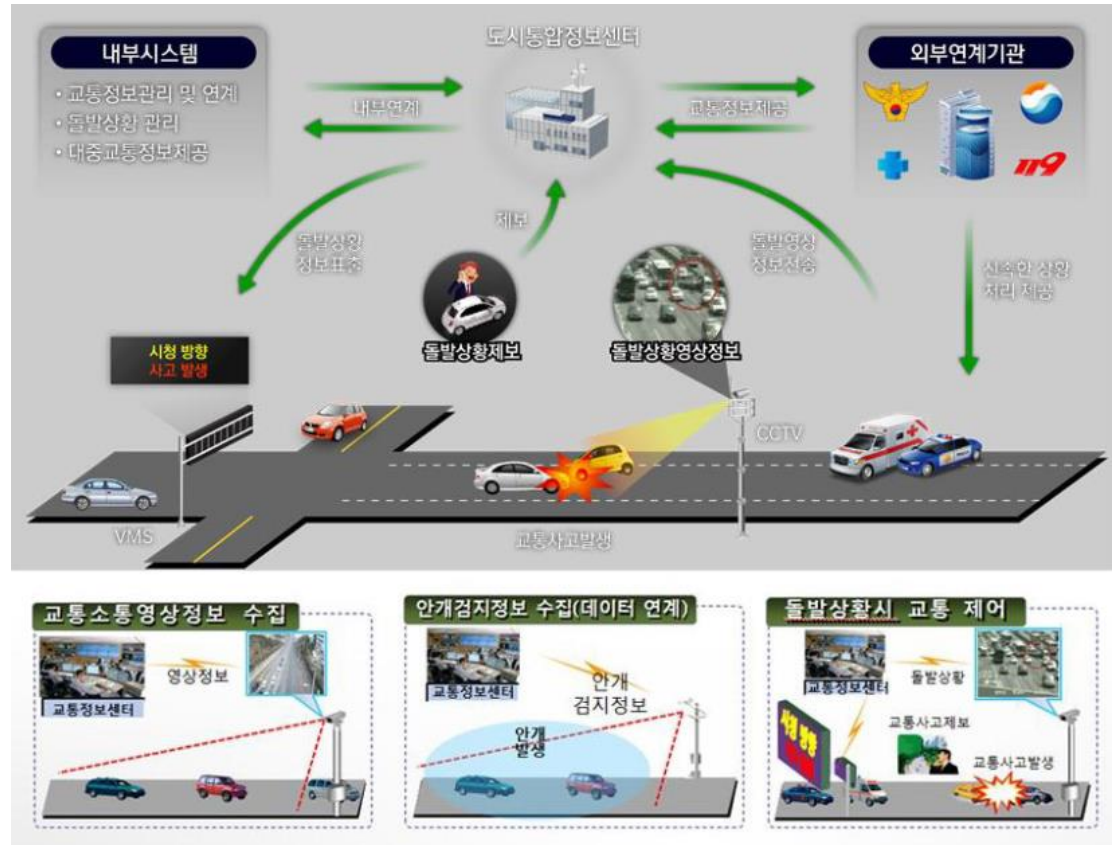 내부시스템
• 교통정보관리 및 연계
• 돌발상황 관리
• 대중교통정보제공
도시통합정보센터
외부연계기관
119
내부연계
교통정보제공
돌발상황
정보표출
제보
돌발영상
정보전송
신속한 상황
처리 제공
돌발상황제보
돌발상황영상정보
시청 방향
사고 발생
CCTV
VMS
교통사고발생
교통소통영상정보 수집
영상정보
교통정보센터
안개검지정보 수집(데이터 연계)
안개
검지정보
교통정보센터
안개
발생
돌발상황시 교통 제어
교통정보센터
돌발상황
시청 방향
교통사고제보
교통사고발생